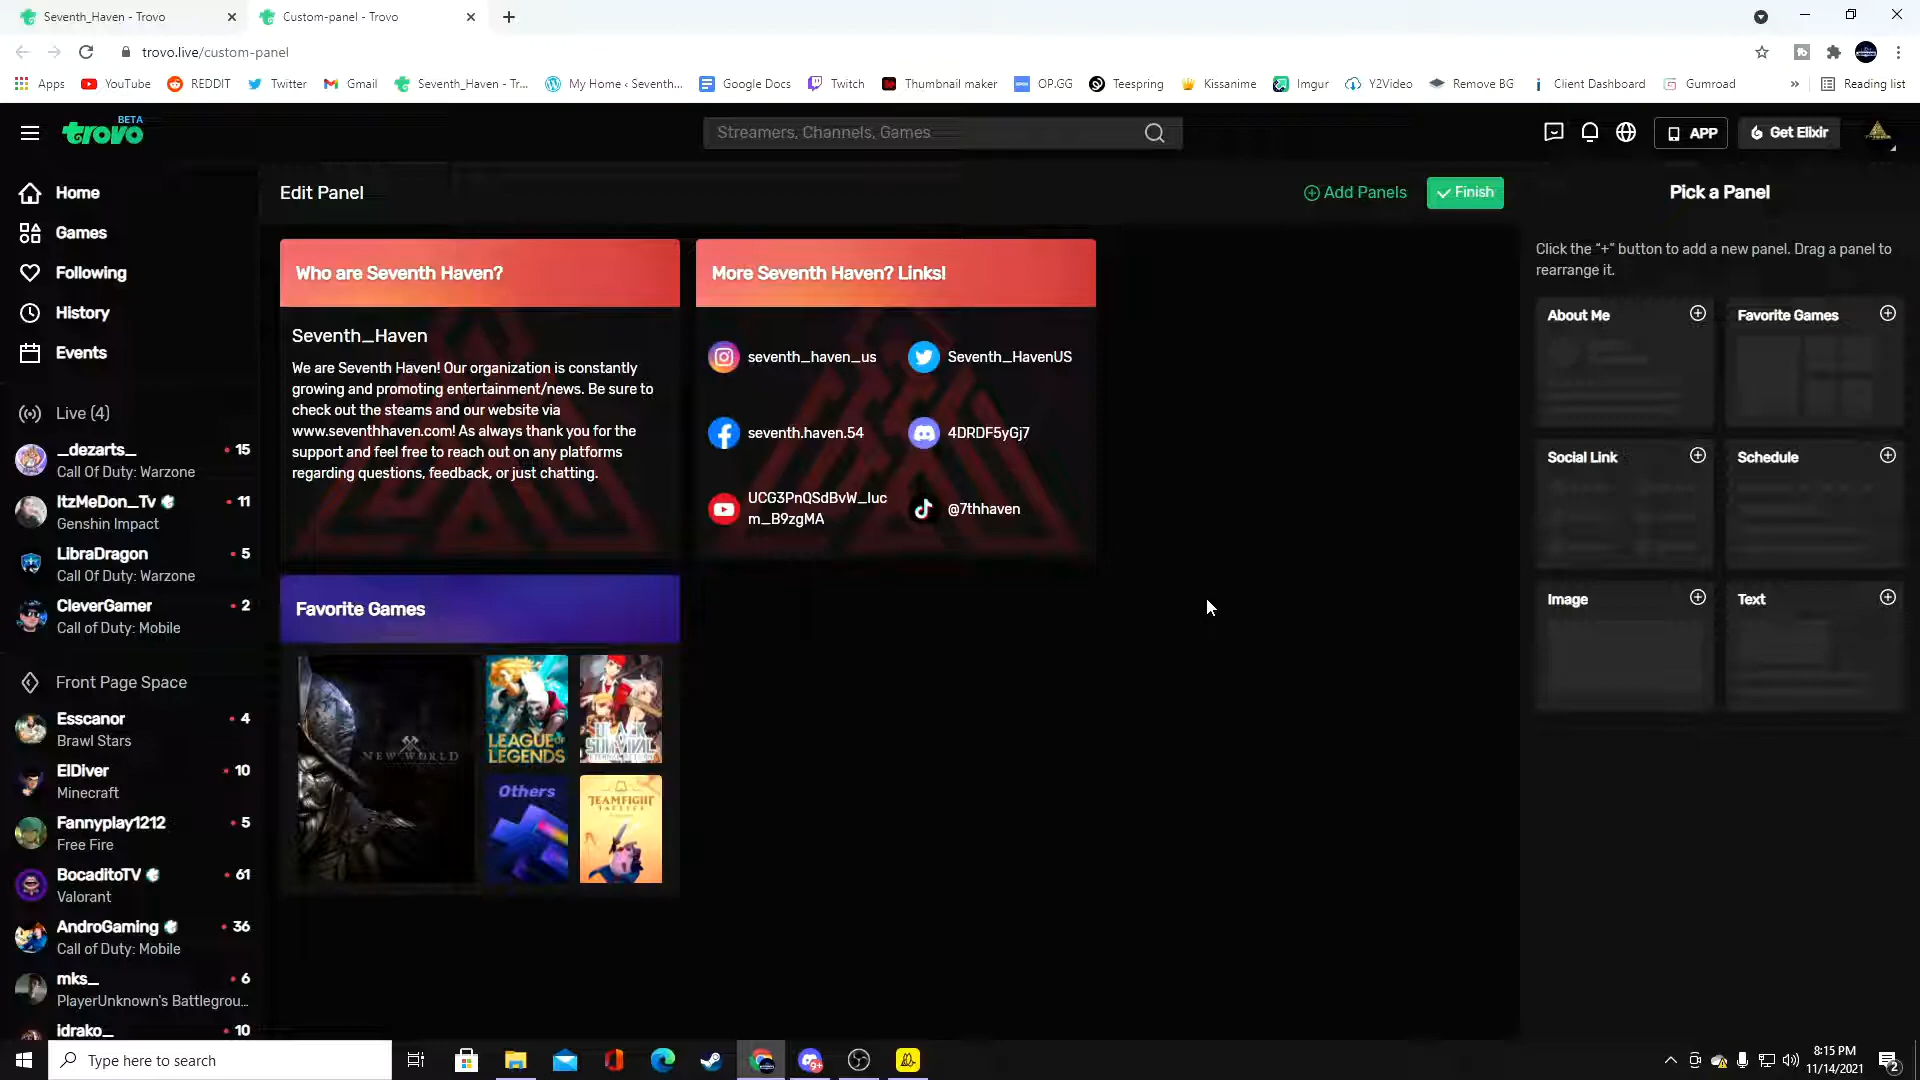 Seventh_Haven - Trovo
Custom-panel - Trovo
trovo.live/custom-panel
Apps
YouTube
REDDIT
Twitter
Gmail
Seventh_Haven - Tr...
My Home ‹ Seventh...
Google Docs
Twitch
Thumbnail maker
OP.GG
Teespring
Kissanime
Imgur
Y2Video
Remove BG
Client Dashboard
Gumroad
»
Reading list
trovo
BETA
Streamers, Channels, Games
APP
Get Elixir
Home
Games
Following
History
Events
Live (4)
_dezarts_
15
Call Of Duty: Warzone
ItzMeDon_Tv
11
Genshin Impact
LibraDragon
5
Call Of Duty: Warzone
CleverGamer
2
Call of Duty: Mobile
Front Page Space
Esscanor
4
Brawl Stars
ElDiver
10
Minecraft
Fannyplay1212
5
Free Fire
BocaditoTV
61
Valorant
AndroGaming
36
Call of Duty: Mobile
mks_
6
PlayerUnknown's Battlegrou...
idrako_
10
Edit Panel
Add Panels
Finish
Who are Seventh Haven?
Seventh_Haven
We are Seventh Haven! Our organization is constantly
growing and promoting entertainment/news. Be sure to
check out the steams and our website via
www.seventhhaven.com! As always thank you for the
support and feel free to reach out on any platforms
regarding questions, feedback, or just chatting.
More Seventh Haven? Links!
seventh_haven_us
Seventh_HavenUS
seventh.haven.54
4DRDF5yGj7
UCG3PnQSdBvW_Iuc
m_B9zgMA
@7thhaven
Favorite Games
NEW WORLD
LEAGUE OF
LEGENDS
BLACK
SURVIVAL
Others
TEAMFIGHT
TACTICS
Pick a Panel
Click the “+” button to add a new panel. Drag a panel to
rearrange it.
About Me
Favorite Games
Social Link
Schedule
Image
Text
Type here to search
9+
8:15 PM
11/14/2021
2